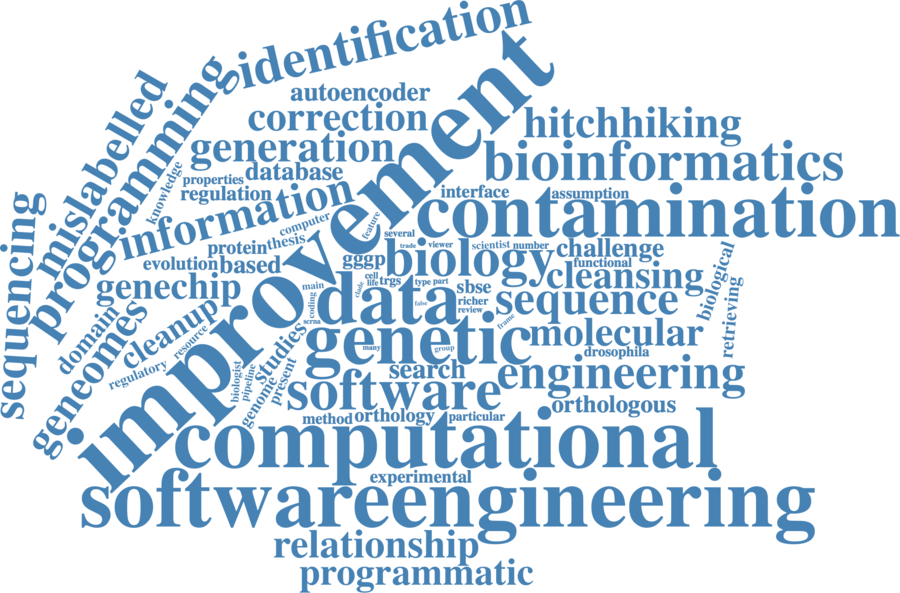 identification
improvement
autoencoder
correction
hitchhiking
mislabelled
programming
generation
bioinformatics
database
properties
regulation
knowledge
interface
assumption
information
contamination
sequencing
computer
feature
several
thesis
protein
trade
viewer
scientist
number
challenge
evolution
based
gggp
biology
functional
biological
genechip
main
cell
life
clade
trgs
type
part
sbse
cleansing
data
coding
false
richer
review
sequence
retrieving
domain
cleanup
resource
scrna
frame
geneomes
studies
genetic
many
group
molecular
drosophila
regulatory
biologist
pipeline
genome
present
search
software
engineering
method
orthology
particular
orthologous
computational
experimental
softwareengineering
relationship
programmatic